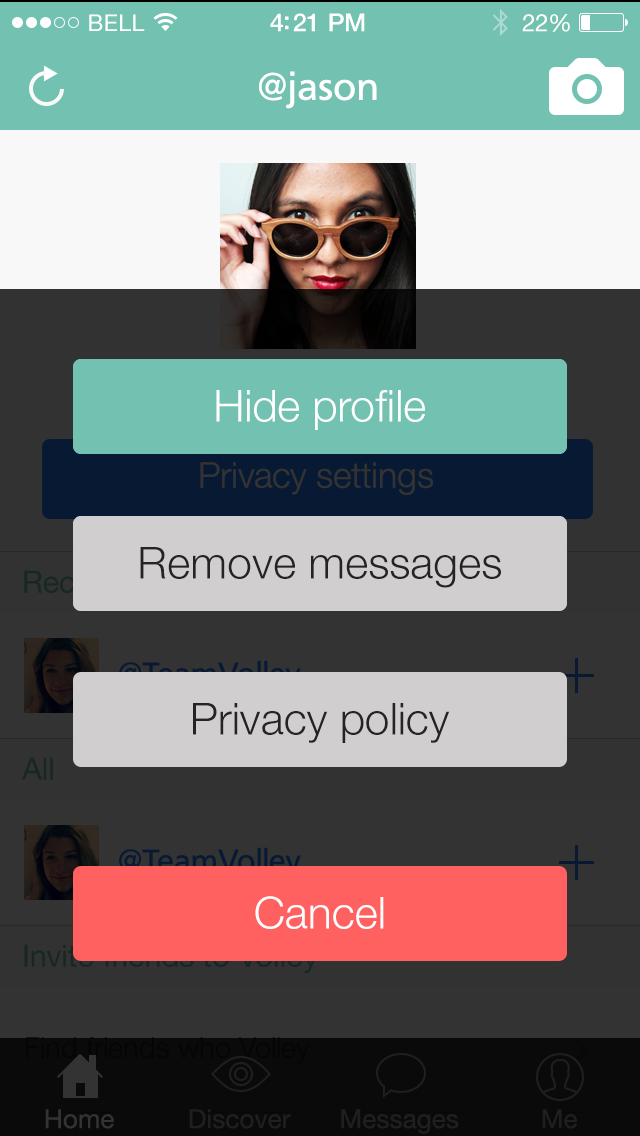 BELL 4:21 PM 22%
@jason
Hide profile
Privacy settings
Remove messages
Rec
@TeamVolley
Privacy policy
All
@TeamVolley
Cancel
Invite friends to Volley
Find friends who Volley
Home Discover Messages Me